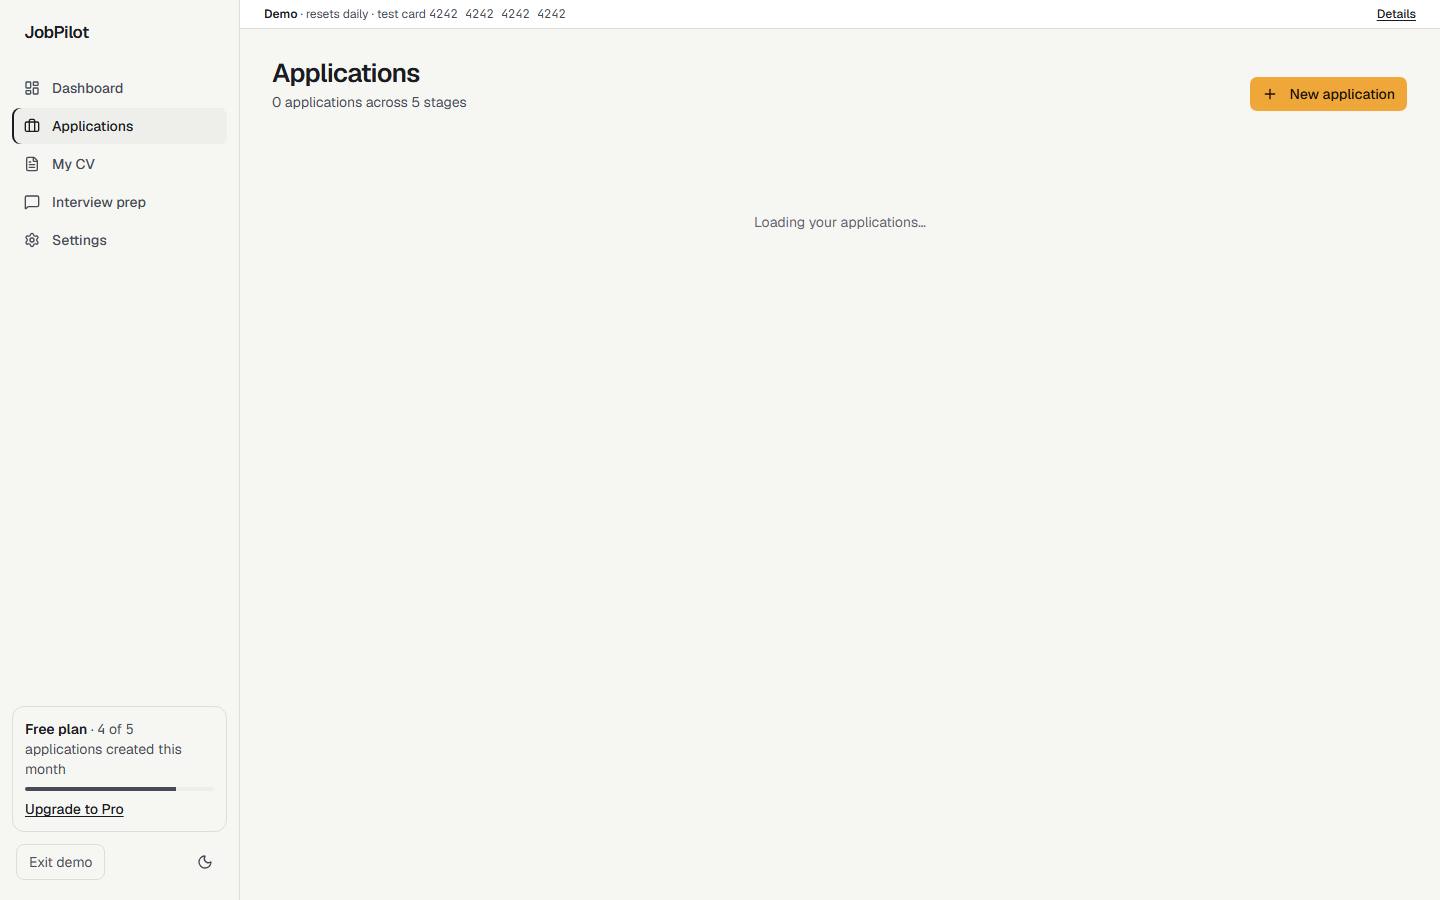 JobPilot
Dashboard
Applications
My CV
Interview prep
Settings
Free plan · 4 of 5
applications created this
month
Upgrade to Pro
Exit demo
Demo · resets daily · test card 4242 4242 4242 4242
Details
Applications
0 applications across 5 stages
New application
Loading your applications…